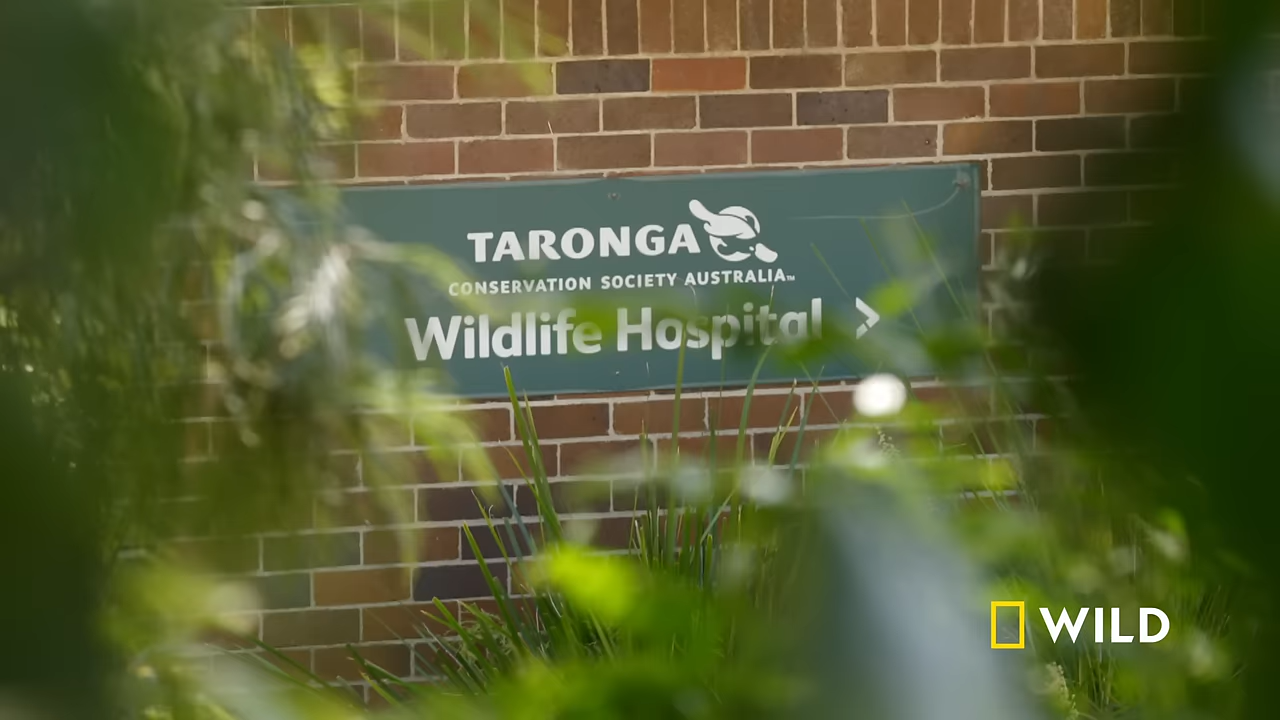 TARONGA
CONSERVATION SOCIETY AUSTRALIA™
Wildlife Hospital >
WILD